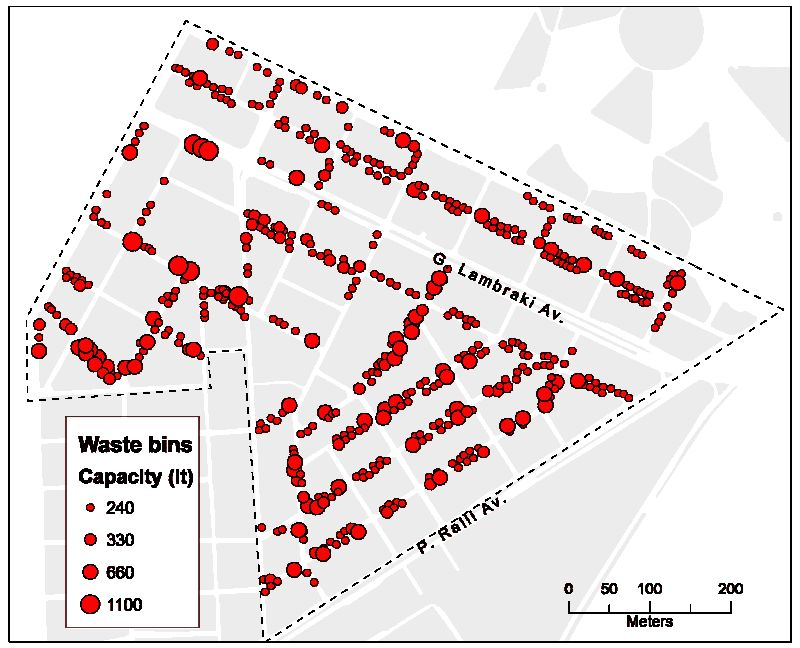 G. Lambraki Av.
P. Ralli Av.
Waste bins
Capacity (lt)
240
330
660
1100
0 50 100 200
Meters